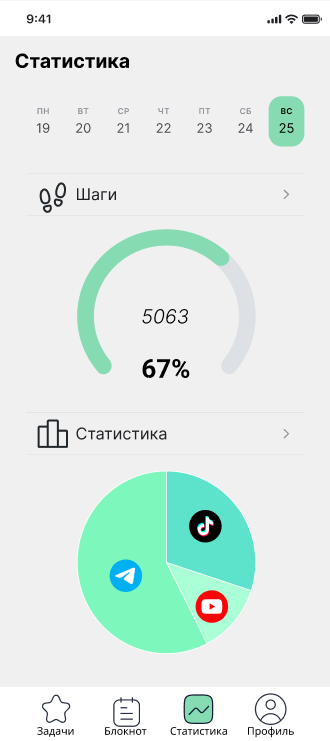 9:41
Статистика
ПН ВТ СР ЧТ ПТ СБ ВС
19 20 21 22 23 24 25
Шаги
5063
67%
Статистика
Задачи Блокнот Статистика Профиль